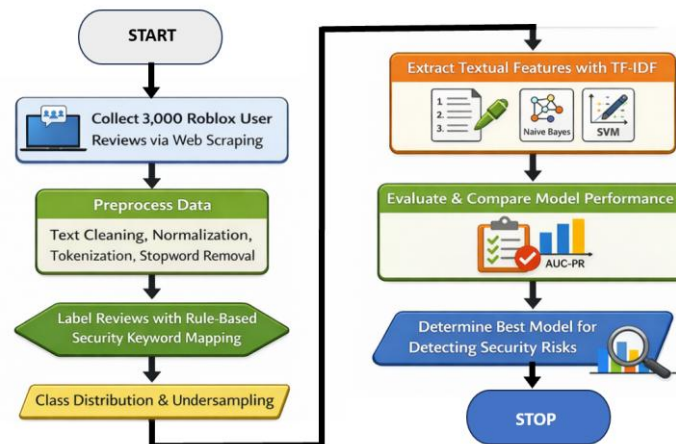 START
Collect 3,000 Roblox User
Reviews via Web Scraping
Preprocess Data
Text Cleaning, Normalization,
Tokenization, Stopword Removal
Label Reviews with Rule-Based
Security Keyword Mapping
Class Distribution & Undersampling
Extract Textual Features with TF-IDF
1.
2.
3.
Naive Bayes
SVM
Evaluate & Compare Model Performance
AUC-PR
Determine Best Model for
Detecting Security Risks
STOP